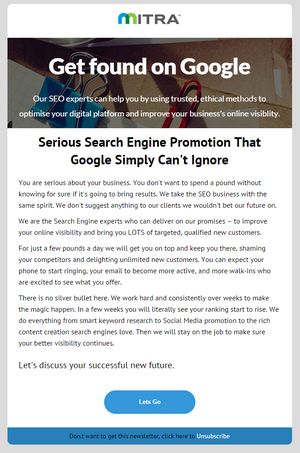 MITRA™
Get found on Google
Our SEO experts can help you by using trusted, ethical methods to
optimise your digital platform and improve your business's online visiblity.
Serious Search Engine Promotion That
Google Simply Can't Ignore
You are serious about your business. You don't want to spend a pound without
knowing for sure if it's going to bring results. We take the SEO business with the
same spirit. We don't suggest anything to our clients we wouldn't bet our future on.
We are the Search Engine experts who can deliver on our promises – to improve
your online visibility and bring you LOTS of targeted, qualified new customers.
For just a few pounds a day we will get you on top and keep you there, shaming
your competitors and delighting unlimited new customers. You can expect your
phone to start ringing, your email to become more active, and more walk-ins who
are excited to see what you offer.
There is no silver bullet here. We work hard and consistently over weeks to make
the magic happen. In a few weeks you will literally see your ranking start to rise. We
do everything from smart keyword research to Social Media promotion to the rich
content creation search engines love. Then we will stay on the job to make sure
your better visibility continues.
Let's discuss your successful new future.
Lets Go
Don.t want to get this newsletter, click here to Unsubscribe